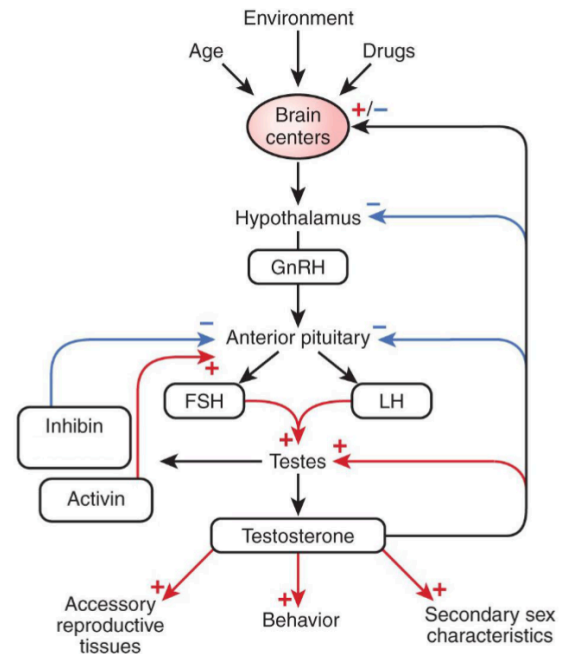 Environment
Age
Drugs
Brain
centers
+/−
Hypothalamus
−
GnRH
−
Anterior pituitary
−
+
FSH
LH
Inhibin
+
Testes
+
Activin
Testosterone
+
+
+
Accessory
reproductive
tissues
Behavior
Secondary sex
characteristics